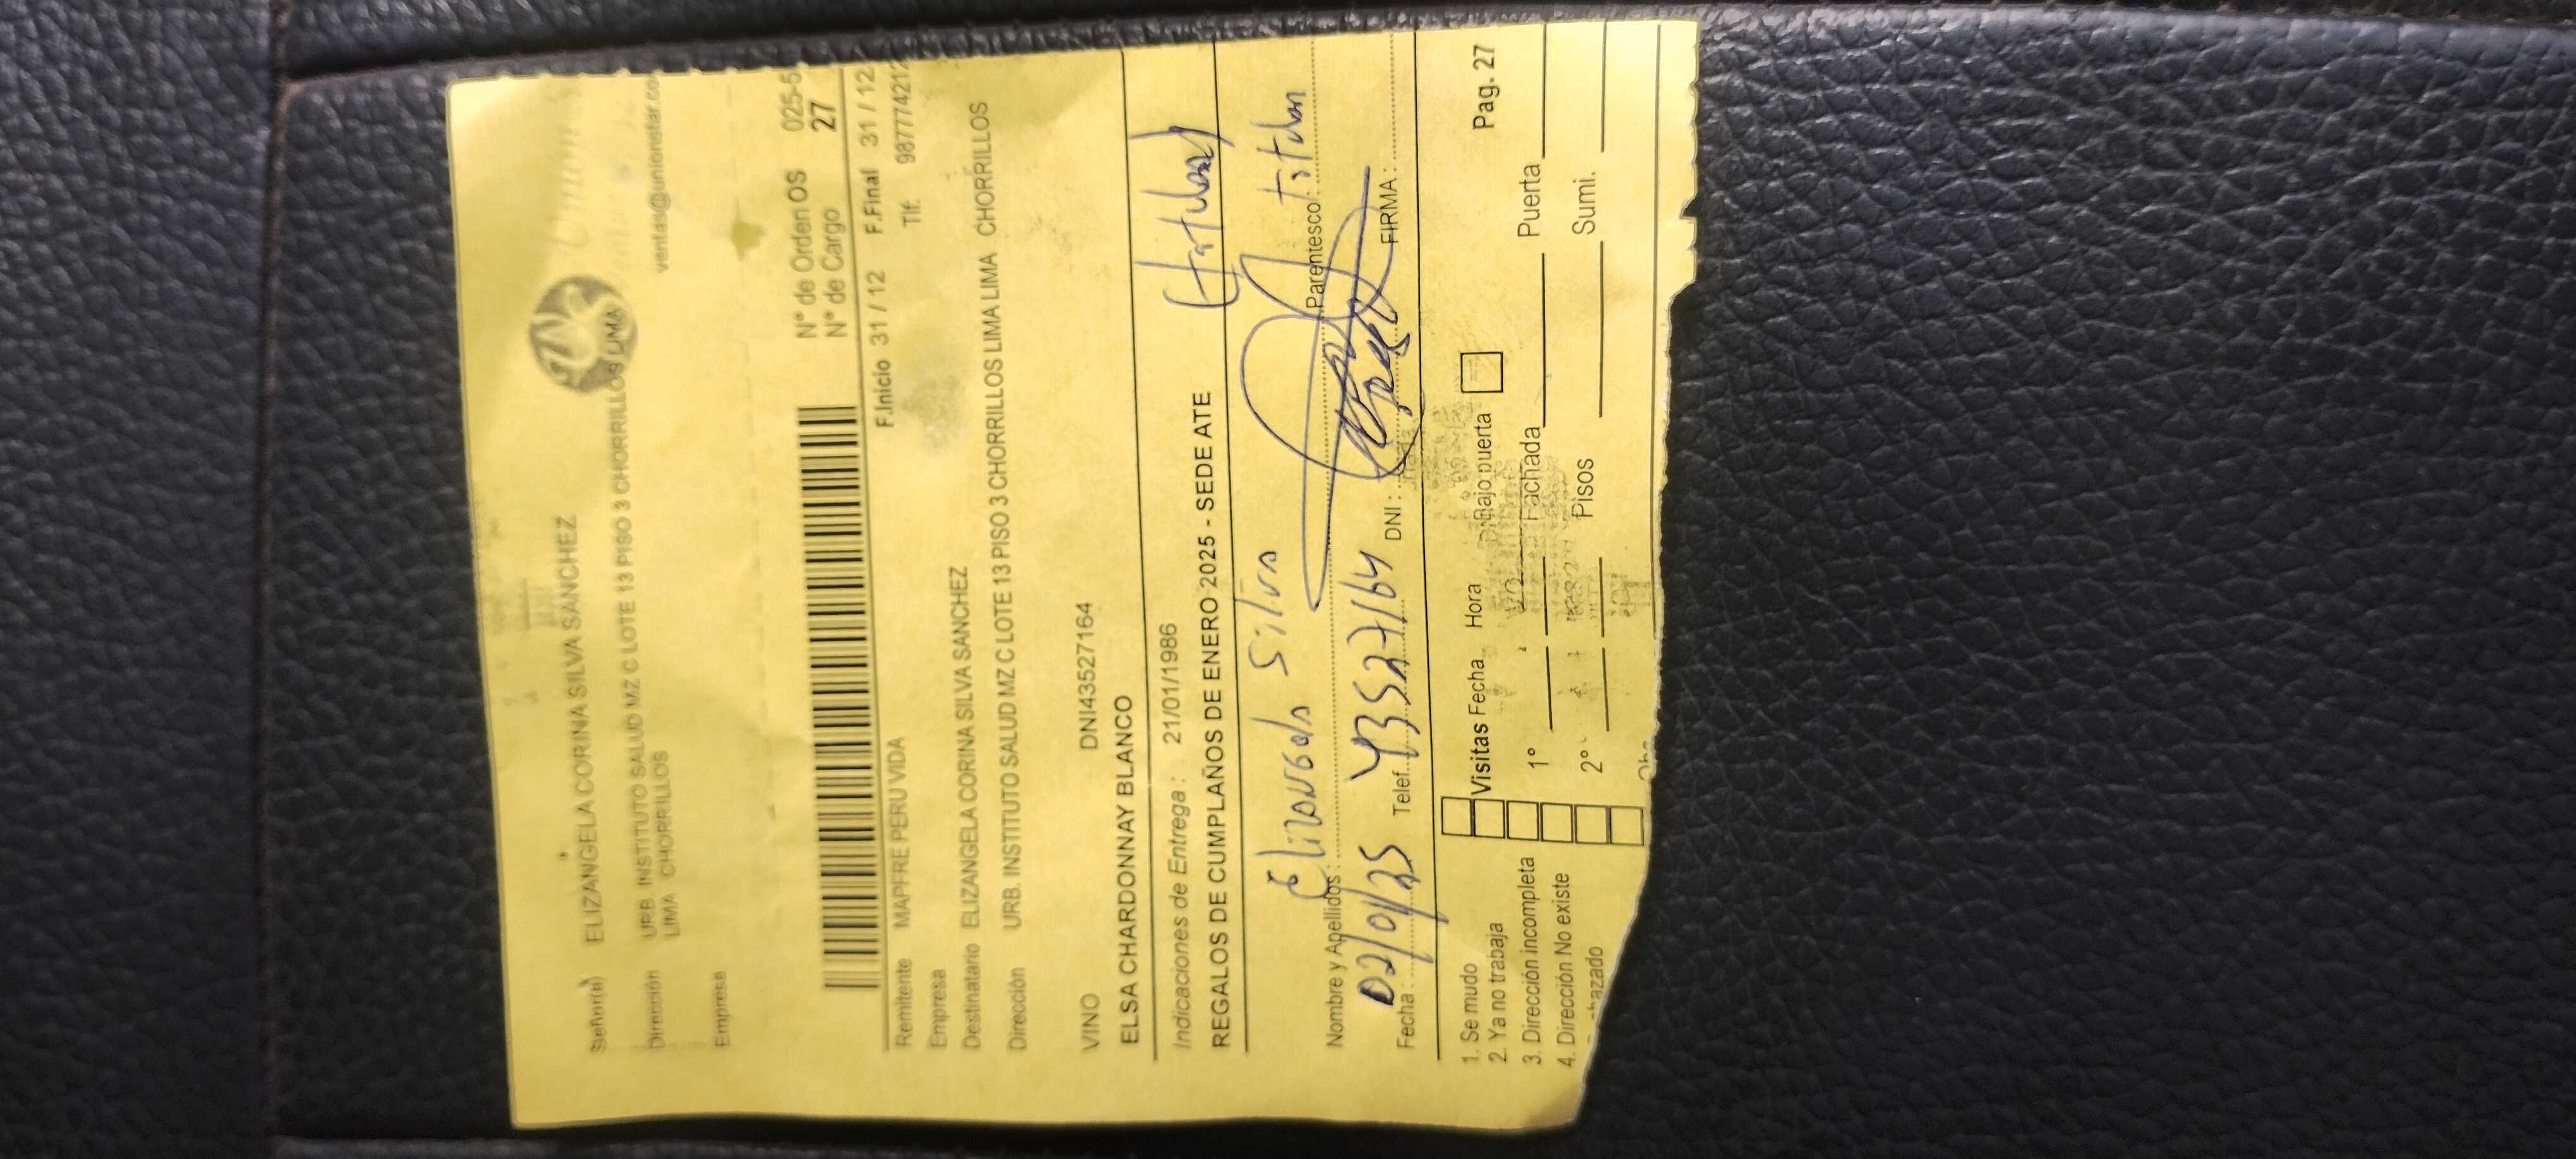 Señor(s) ELIZANGELA CORINA SILVA SANCHEZ
Dirección URB. INSTITUTO SALUD MZ C LOTE 13 PISO 3 CHORRILLOS LIMA
LIMA CHORRILLOS
ventas@unionstar.co
Empresa
N° de Orden OS 025-5
N° de Cargo 27
F.Inicio 31 / 12 F.Final 31 / 12
Remitente MAPFRE PERU VIDA Tlf. 987774212
Empresa
Destinatario ELIZANGELA CORINA SILVA SANCHEZ
Dirección URB. INSTITUTO SALUD MZ C LOTE 13 PISO 3 CHORRILLOS LIMA LIMA CHORRILLOS
VINO DNI43527164
ELSA CHARDONNAY BLANCO
Indicaciones de Entrega : 21/01/1986
REGALOS DE CUMPLAÑOS DE ENERO 2025 - SEDE ATE
(titular)
Nombre y Apellidos : Elizangela Silva Parentesco : titular
Fecha : 02/01/25 Telef. 43527164 DNI : FIRMA :
1. Se mudo
2. Ya no trabaja Visitas Fecha Hora Bajo puerta Pag. 27
3. Dirección incompleta 1° Fachada Puerta
4. Dirección No existe 2° Pisos Sumi.